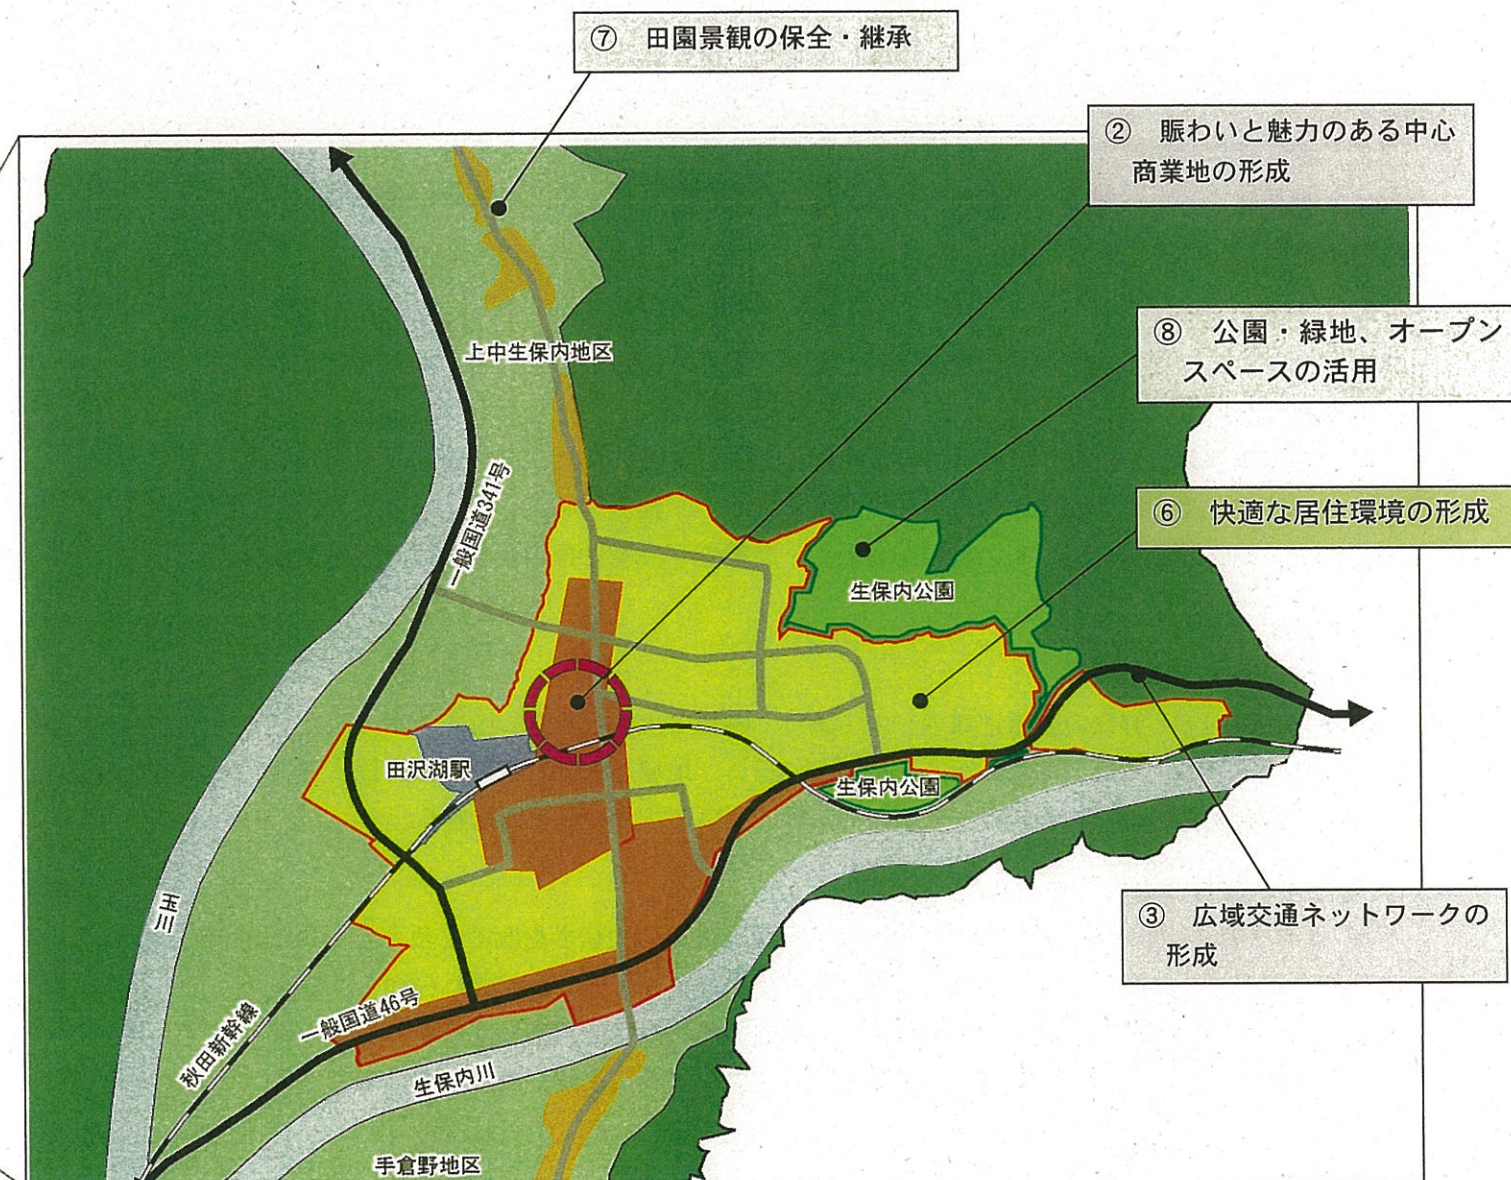 ⑦ 田園景観の保全・継承
② 賑わいと魅力のある中心
商業地の形成
⑧ 公園・緑地、オープン
スペースの活用
上中生保内地区
一般国道341号
⑥ 快適な居住環境の形成
生保内公園
田沢湖駅
生保内公園
玉川
③ 広域交通ネットワークの
形成
一般国道46号
秋田新幹線
生保内川
手倉野地区